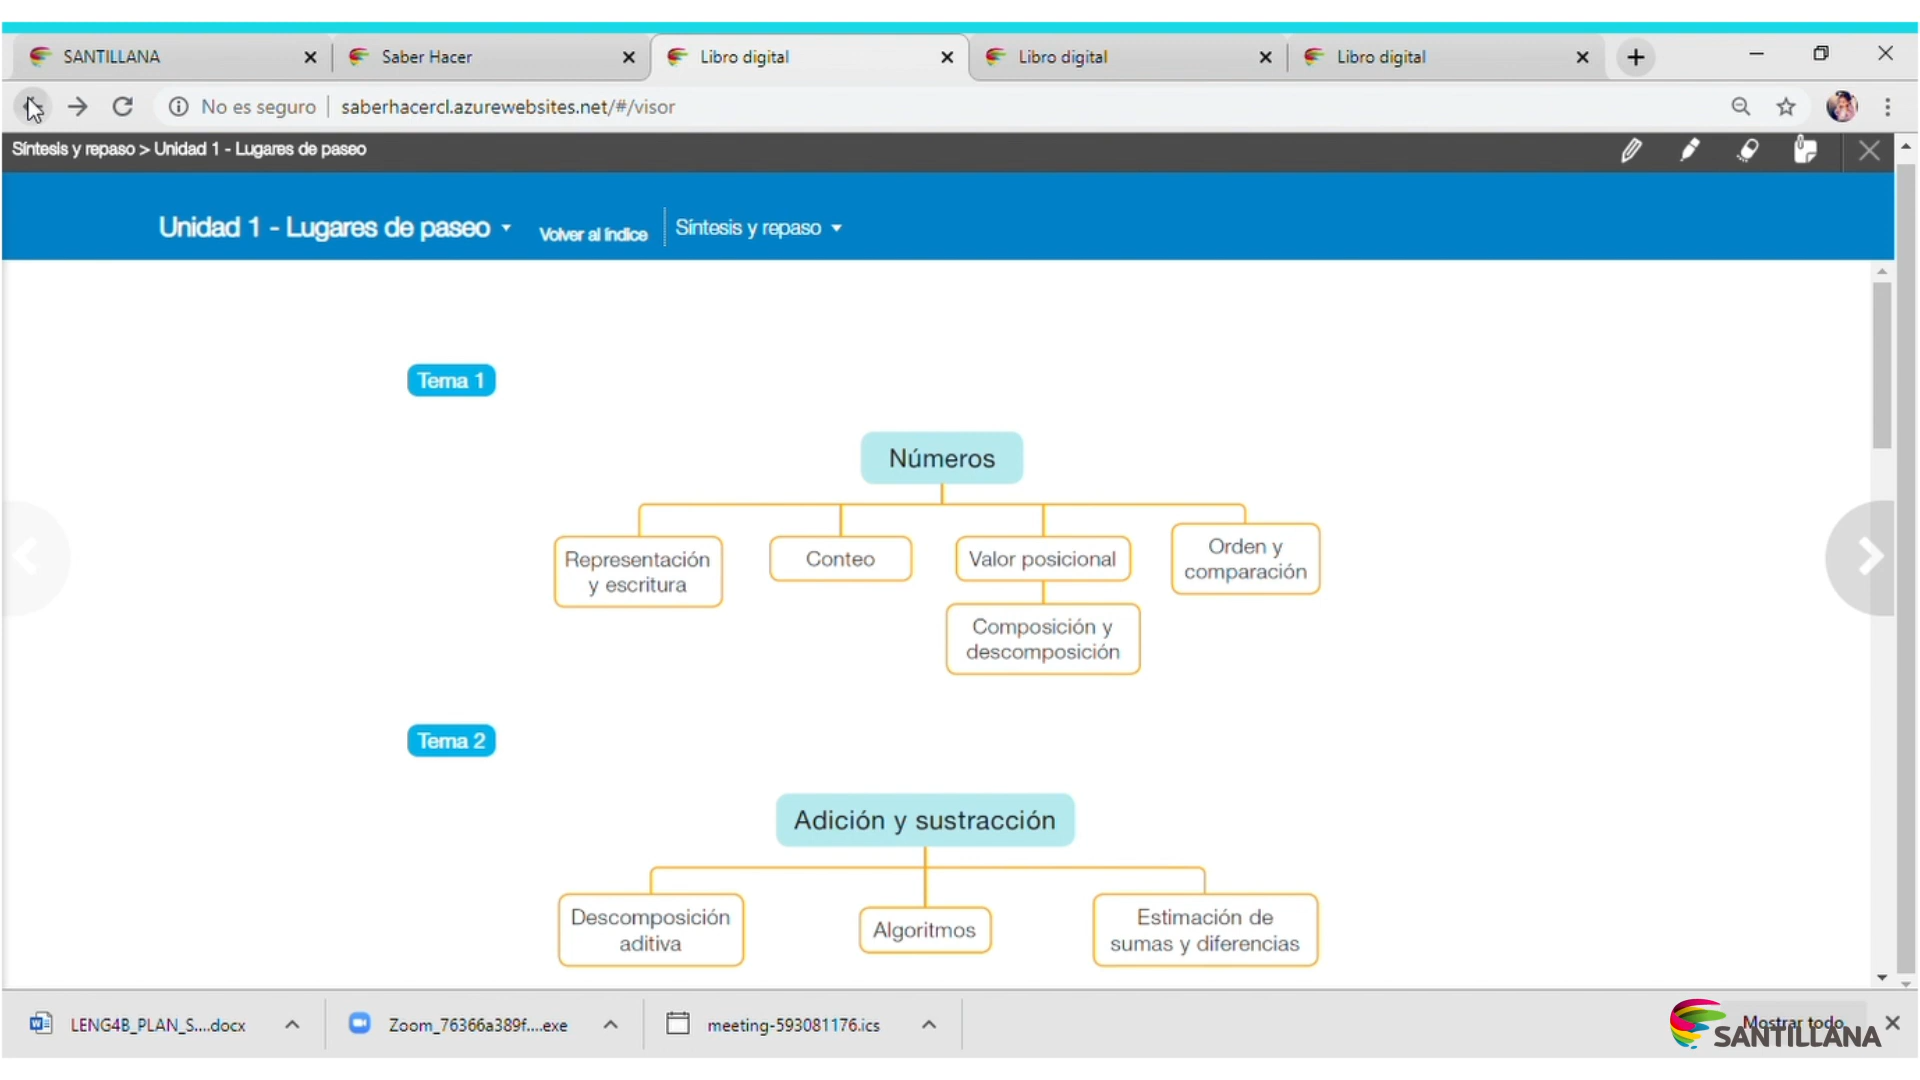 SANTILLANA
Saber Hacer
Libro digital
Libro digital
Libro digital
No es seguro
saberhacercl.azurewebsites.net/#/visor
Síntesis y repaso > Unidad 1 - Lugares de paseo
Unidad 1 - Lugares de paseo
Volver al índice
Síntesis y repaso
Tema 1
Números
Representación
y escritura
Conteo
Valor posicional
Orden y
comparación
Composición y
descomposición
Tema 2
Adición y sustracción
Descomposición
aditiva
Algoritmos
Estimación de
sumas y diferencias
LENG4B_PLAN_S....docx
Zoom_76366a389f....exe
meeting-593081176.ics
Mostrar todo
SANTILLANA